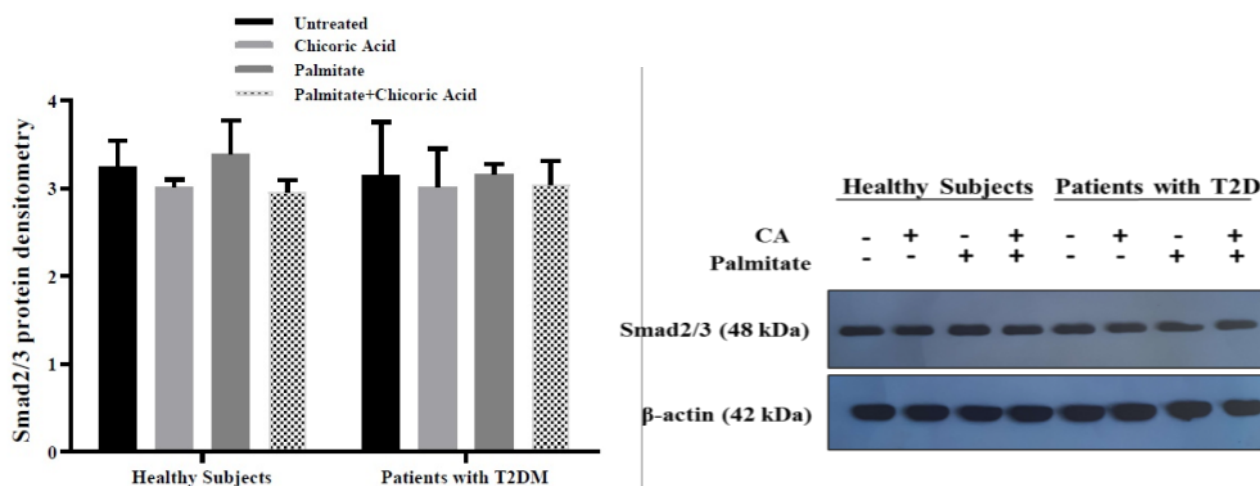 Untreated
Chicoric Acid
Palmitate
Palmitate+Chicoric Acid
Smad2/3 protein densitometry
4
3
2
1
0
Healthy Subjects Patients with T2DM
Healthy Subjects Patients with T2D
CA - + - + - + - +
Palmitate - - + + - - + +
Smad2/3 (48 kDa)
β-actin (42 kDa)